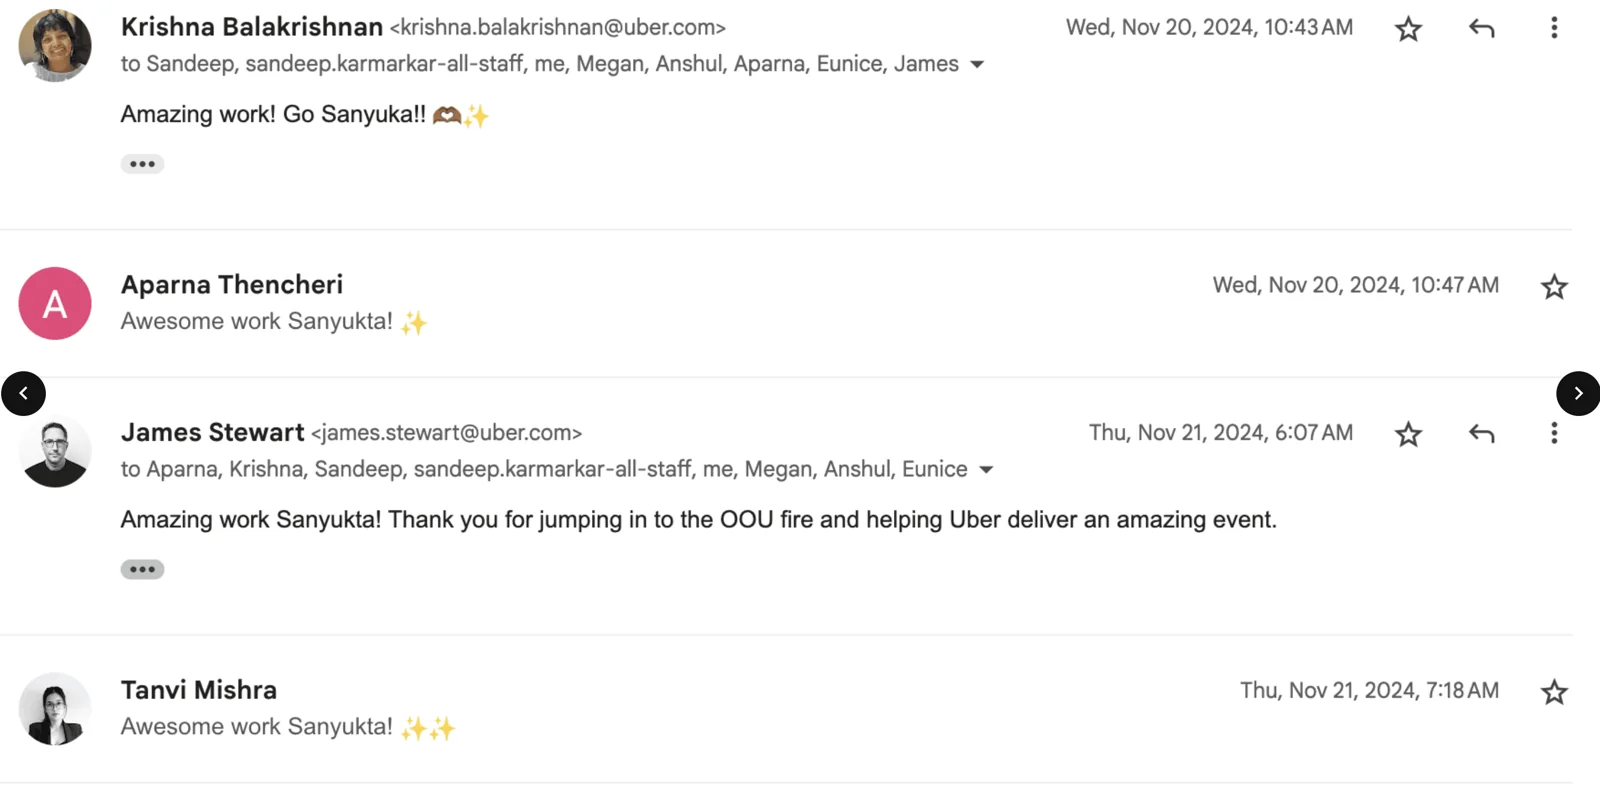 Krishna Balakrishnan <krishna.balakrishnan@uber.com>
Wed, Nov 20, 2024, 10:43 AM
to Sandeep, sandeep.karmarkar-all-staff, me, Megan, Anshul, Aparna, Eunice, James
Amazing work! Go Sanyuka!! 🫶🏾✨
Aparna Thencheri
Wed, Nov 20, 2024, 10:47 AM
A
Awesome work Sanyukta! ✨
James Stewart <james.stewart@uber.com>
Thu, Nov 21, 2024, 6:07 AM
to Aparna, Krishna, Sandeep, sandeep.karmarkar-all-staff, me, Megan, Anshul, Eunice
Amazing work Sanyukta! Thank you for jumping in to the OOU fire and helping Uber deliver an amazing event.
Tanvi Mishra
Thu, Nov 21, 2024, 7:18 AM
Awesome work Sanyukta! ✨✨